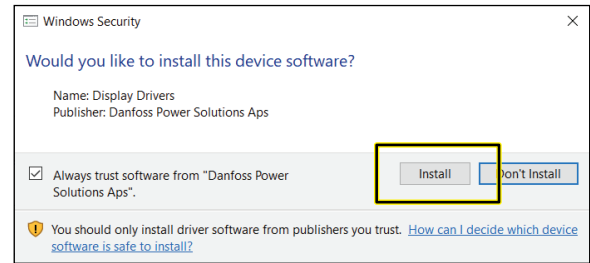 Windows Security
Would you like to install this device software?
Name: Display Drivers
Publisher: Danfoss Power Solutions Aps
Always trust software from "Danfoss Power
Solutions Aps".
Install
Don't Install
You should only install driver software from publishers you trust. How can I decide which device
software is safe to install?